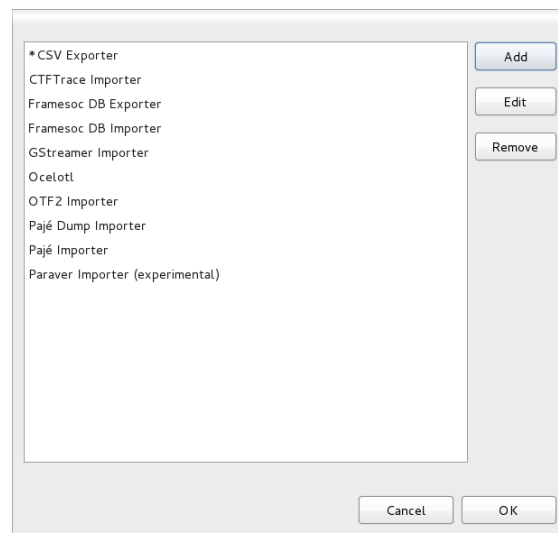 *CSV Exporter
CTFTrace Importer
Framesoc DB Exporter
Framesoc DB Importer
GStreamer Importer
Ocelotl
OTF2 Importer
Pajé Dump Importer
Pajé Importer
Paraver Importer (experimental)
Add
Edit
Remove
Cancel
OK